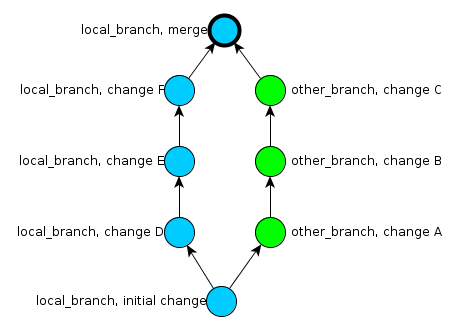 local_branch, merge
local_branch, change F
other_branch, change C
local_branch, change E
other_branch, change B
local_branch, change D
other_branch, change A
local_branch, initial change